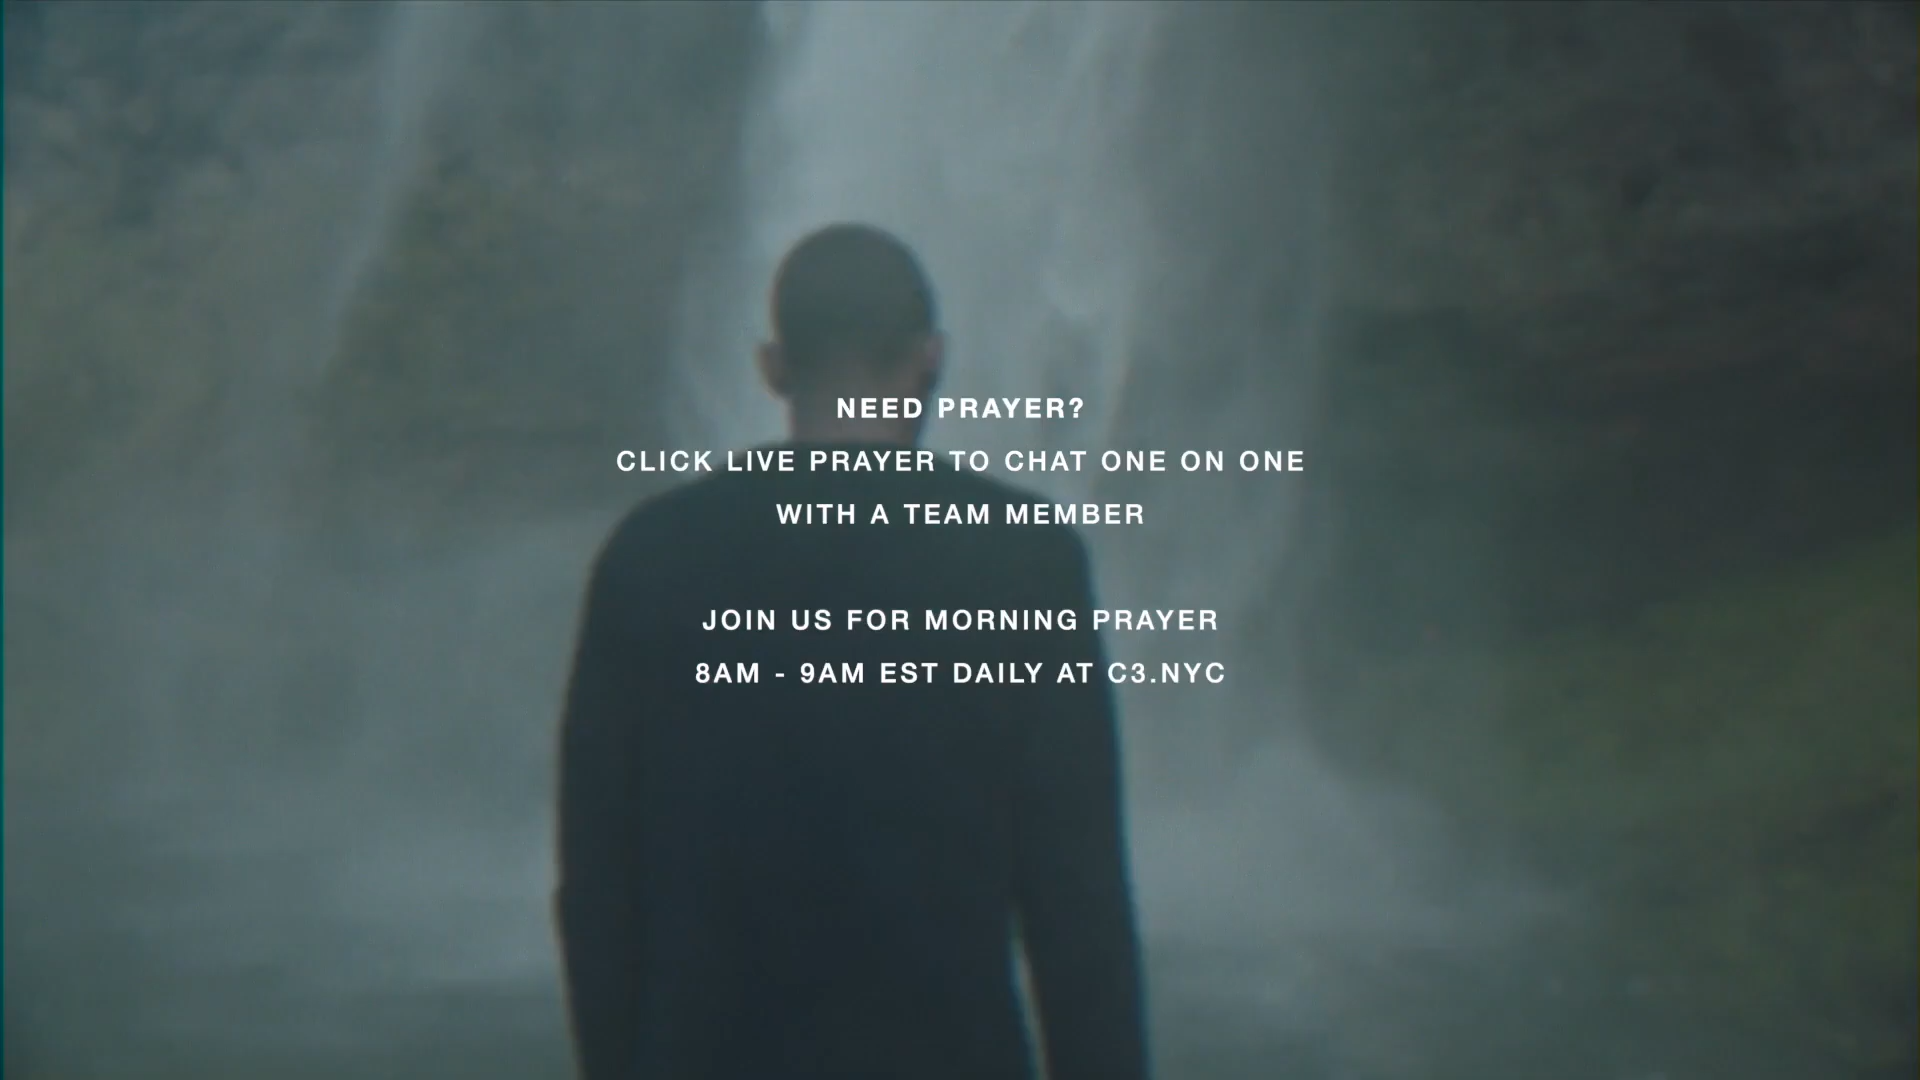 NEED PRAYER?
CLICK LIVE PRAYER TO CHAT ONE ON ONE
WITH A TEAM MEMBER
JOIN US FOR MORNING PRAYER
8AM - 9AM EST DAILY AT C3.NYC